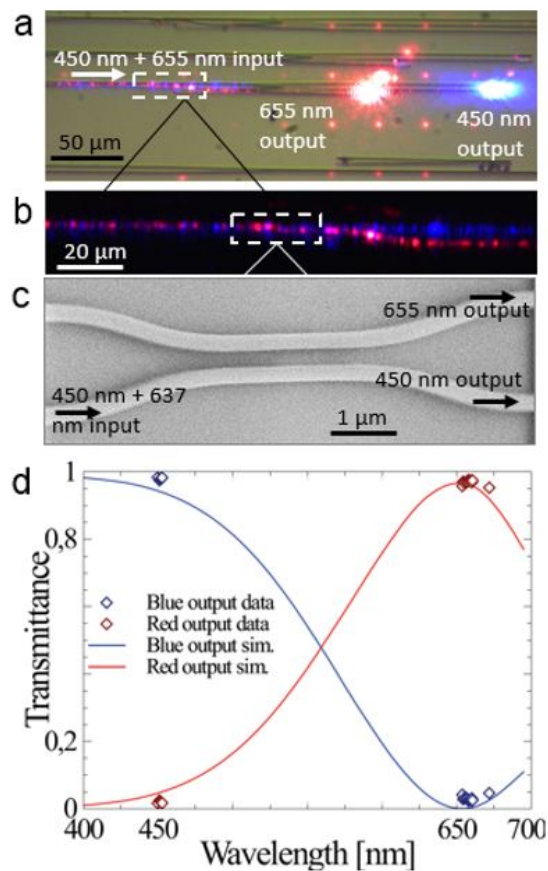 a
450 nm + 655 nm input
655 nm
output
450 nm
output
50 µm
b
20 µm
c
655 nm output
450 nm + 637
nm input
450 nm output
1 µm
d
1
0,8
0,2
0
Transmittance
Blue output data
Red output data
Blue output sim.
Red output sim.
400
450
650
700
Wavelength [nm]